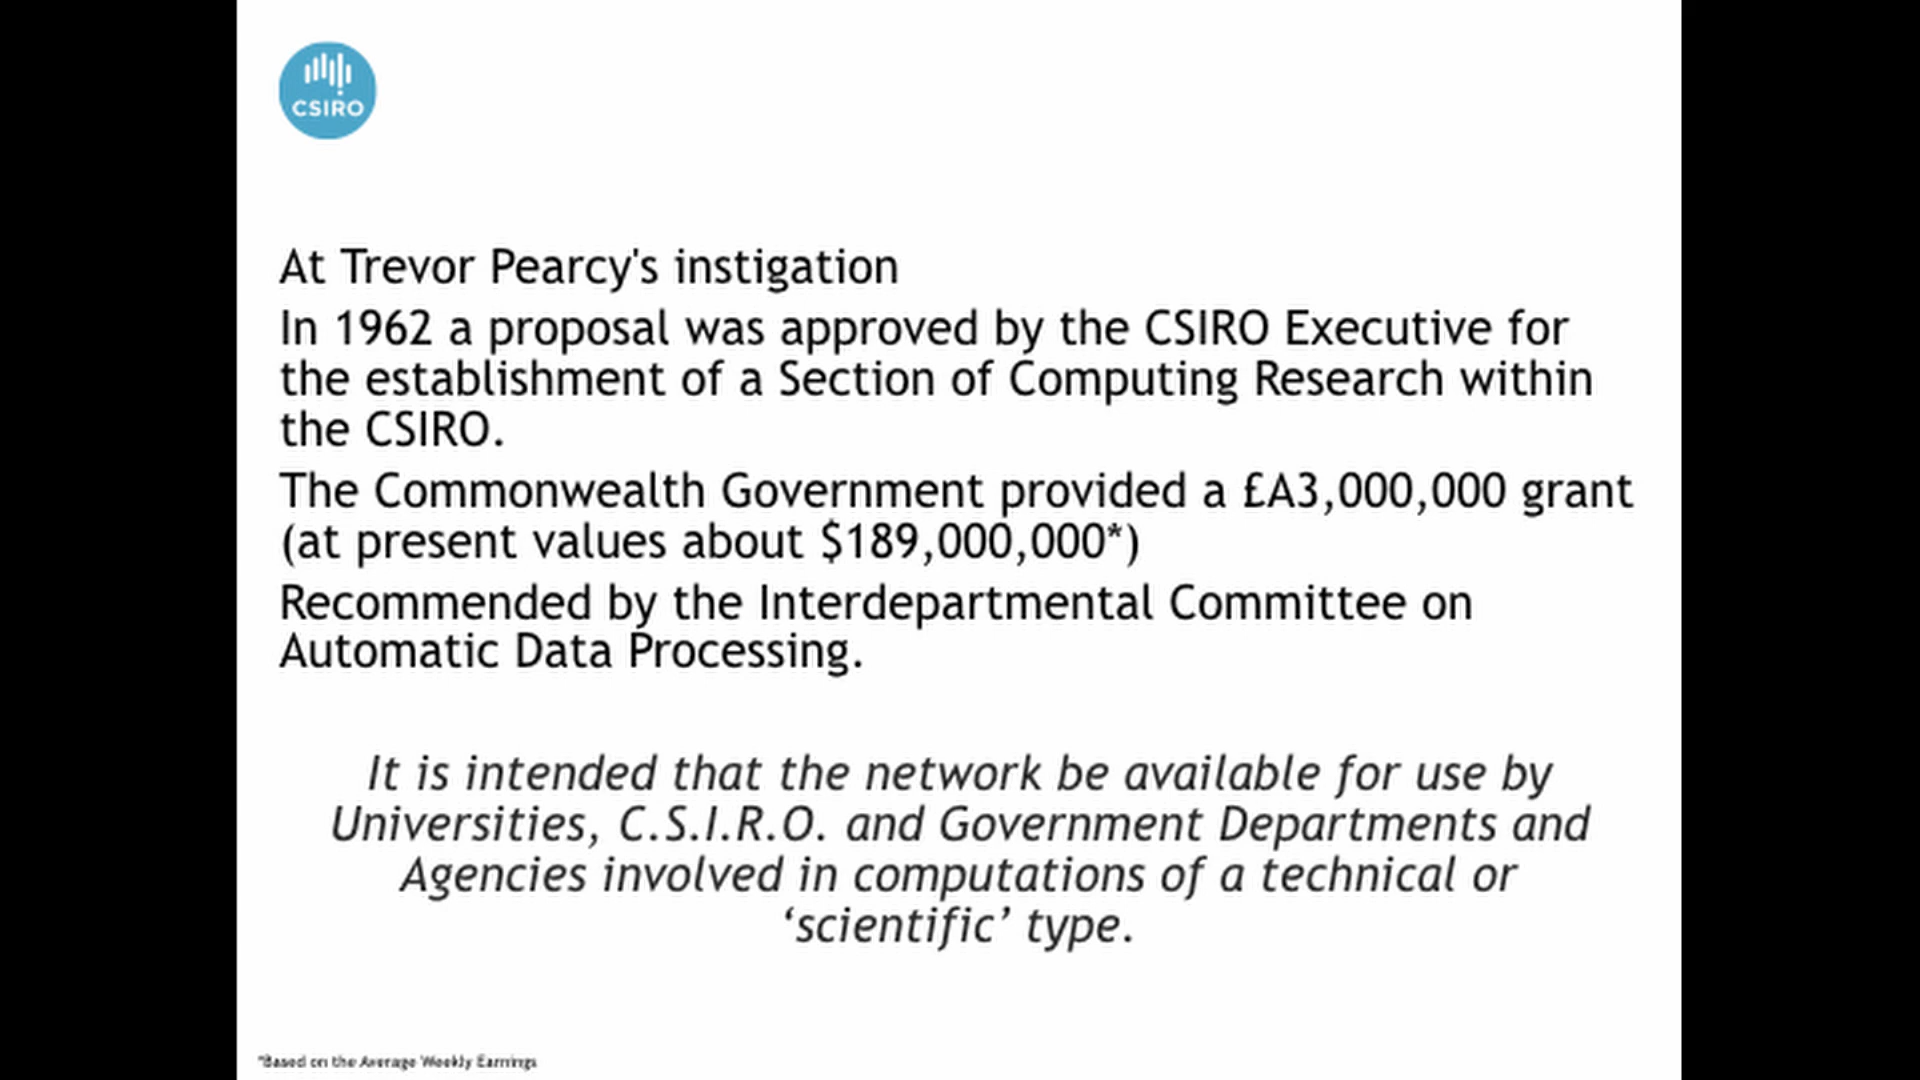 CSIRO
At Trevor Pearcy's instigation
In 1962 a proposal was approved by the CSIRO Executive for
the establishment of a Section of Computing Research within
the CSIRO.
The Commonwealth Government provided a £A3,000,000 grant
(at present values about $189,000,000*)
Recommended by the Interdepartmental Committee on
Automatic Data Processing.
It is intended that the network be available for use by
Universities, C.S.I.R.O. and Government Departments and
Agencies involved in computations of a technical or
‘scientific’ type.
*Based on the Average Weekly Earnings